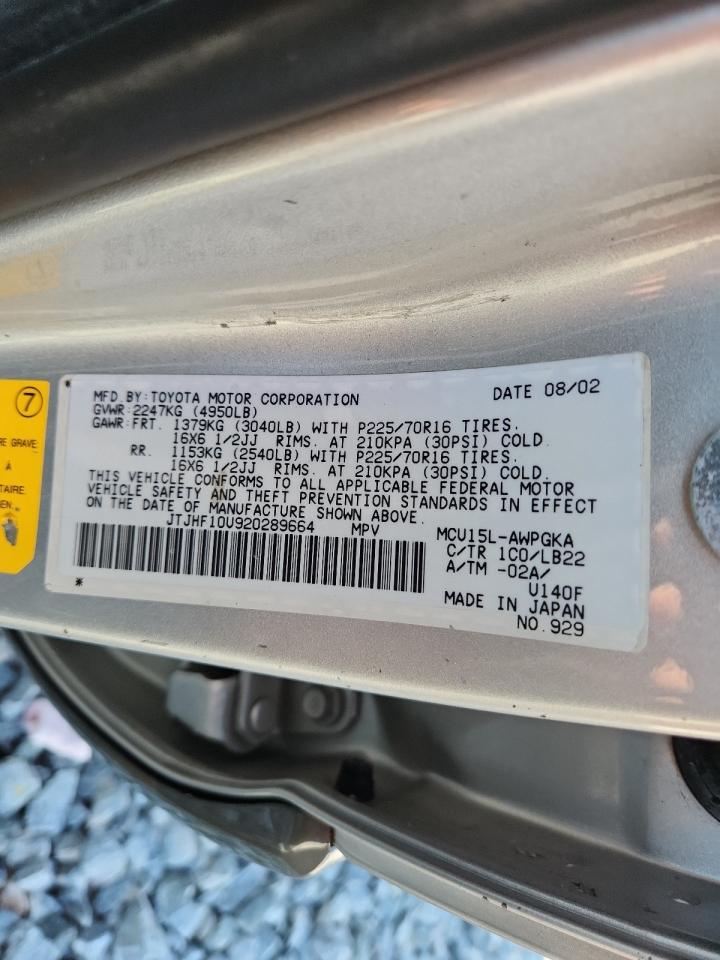 MFD. BY: TOYOTA MOTOR CORPORATION DATE 08/02
GVWR: 2247KG (4950LB)
GAWR: FRT. 1379KG (3040LB) WITH P225/70R16 TIRES.
16X6 1/2JJ RIMS. AT 210KPA (30PSI) COLD.
RR. 1153KG (2540LB) WITH P225/70R16 TIRES.
16X6 1/2JJ RIMS. AT 210KPA (30PSI) COLD.
THIS VEHICLE CONFORMS TO ALL APPLICABLE FEDERAL MOTOR
VEHICLE SAFETY AND THEFT PREVENTION STANDARDS IN EFFECT
ON THE DATE OF MANUFACTURE SHOWN ABOVE.
JTJHF10U920289664 MPV MCU15L-AWPGKA
C/TR 1C0/LB22
A/TM -02A/
U140F
MADE IN JAPAN
NO. 929
7
RE GRAVE
À
TAIRE
EN.